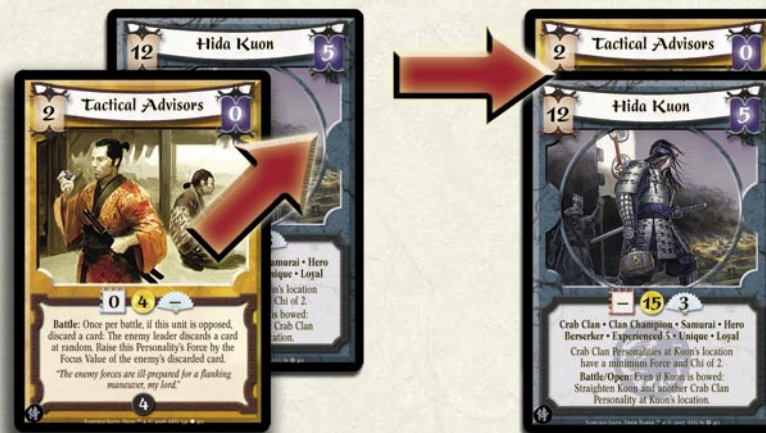 12 Hida Kuon 5
2 Tactical Advisors 0
amurai • Hero
nique • Loyal
on's location
Chi of 2.
is bowed:
Crab Clan
cation.
0 4 –
Battle: Once per battle, if this unit is opposed,
discard a card: The enemy leader discards a card
at random. Raise this Personality's Force by the
Focus Value of the enemy's discarded card.
"The enemy forces are ill-prepared for a flanking
maneuver, my lord."
4
2 Tactical Advisors 0
12 Hida Kuon 5
– 15 3
Crab Clan • Clan Champion • Samurai • Hero
Berserker • Experienced 5 • Unique • Loyal
Crab Clan Personalities at Kuon's location
have a minimum Force and Chi of 2.
Battle/Open: Even if Kuon is bowed:
Straighten Kuon and another Crab Clan
Personality at Kuon's location.